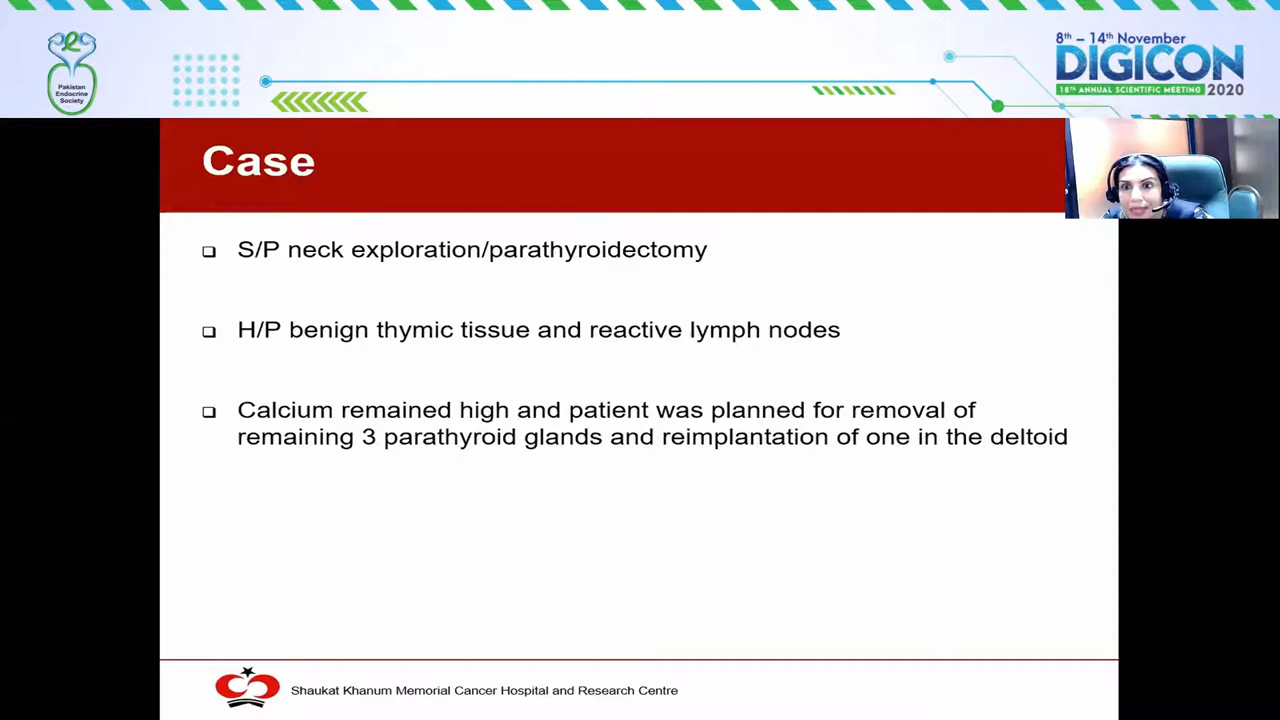 Pakistan
Endocrine
Society
8th – 14th November
DIGICON
18TH ANNUAL SCIENTIFIC MEETING 2020
Case
S/P neck exploration/parathyroidectomy
H/P benign thymic tissue and reactive lymph nodes
Calcium remained high and patient was planned for removal of
remaining 3 parathyroid glands and reimplantation of one in the deltoid
Shaukat Khanum Memorial Cancer Hospital and Research Centre